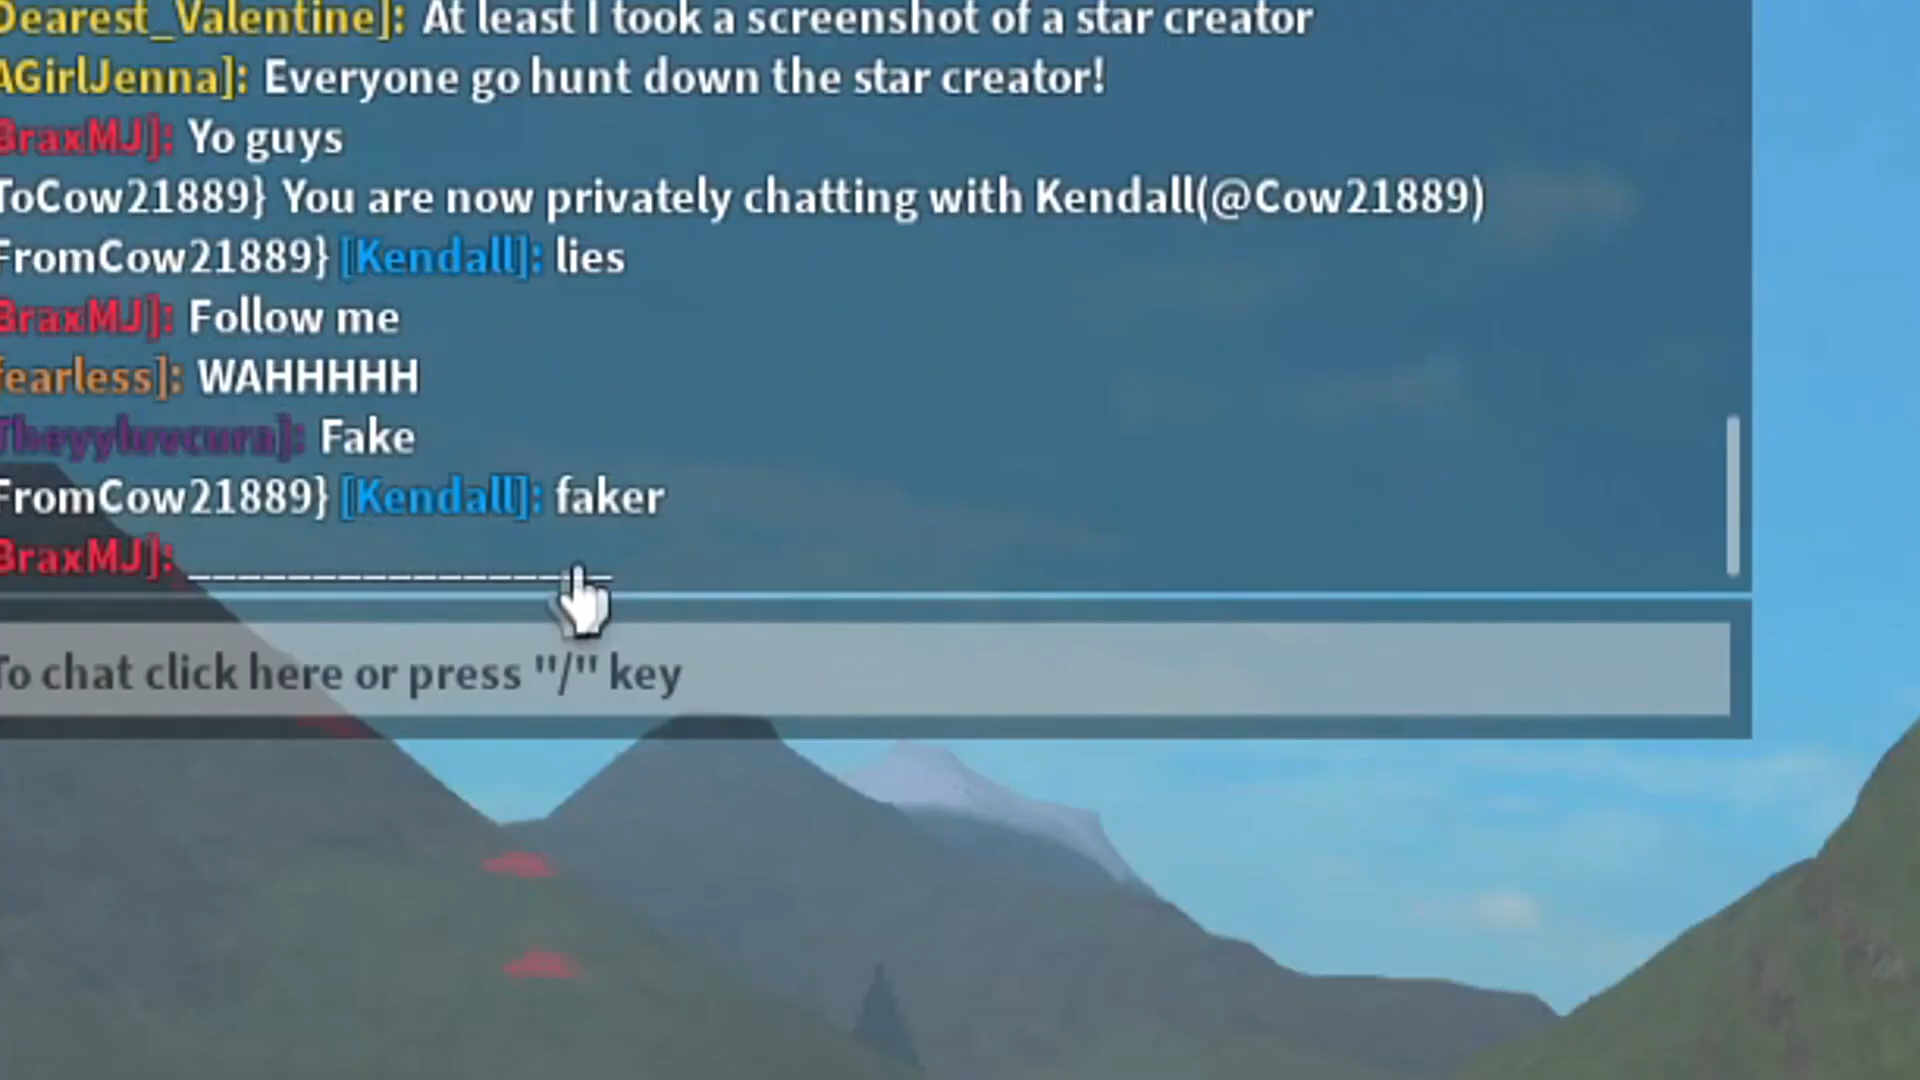 Dearest_Valentine]: At least I took a screenshot of a star creator
AGirlJenna]: Everyone go hunt down the star creator!
BraxMJ]: Yo guys
ToCow21889} You are now privately chatting with Kendall(@Cow21889)
FromCow21889} [Kendall]: lies
BraxMJ]: Follow me
fearless]: WAHHHHH
Theyyluvcura]: Fake
FromCow21889} [Kendall]: faker
BraxMJ]: _________________
To chat click here or press "/" key